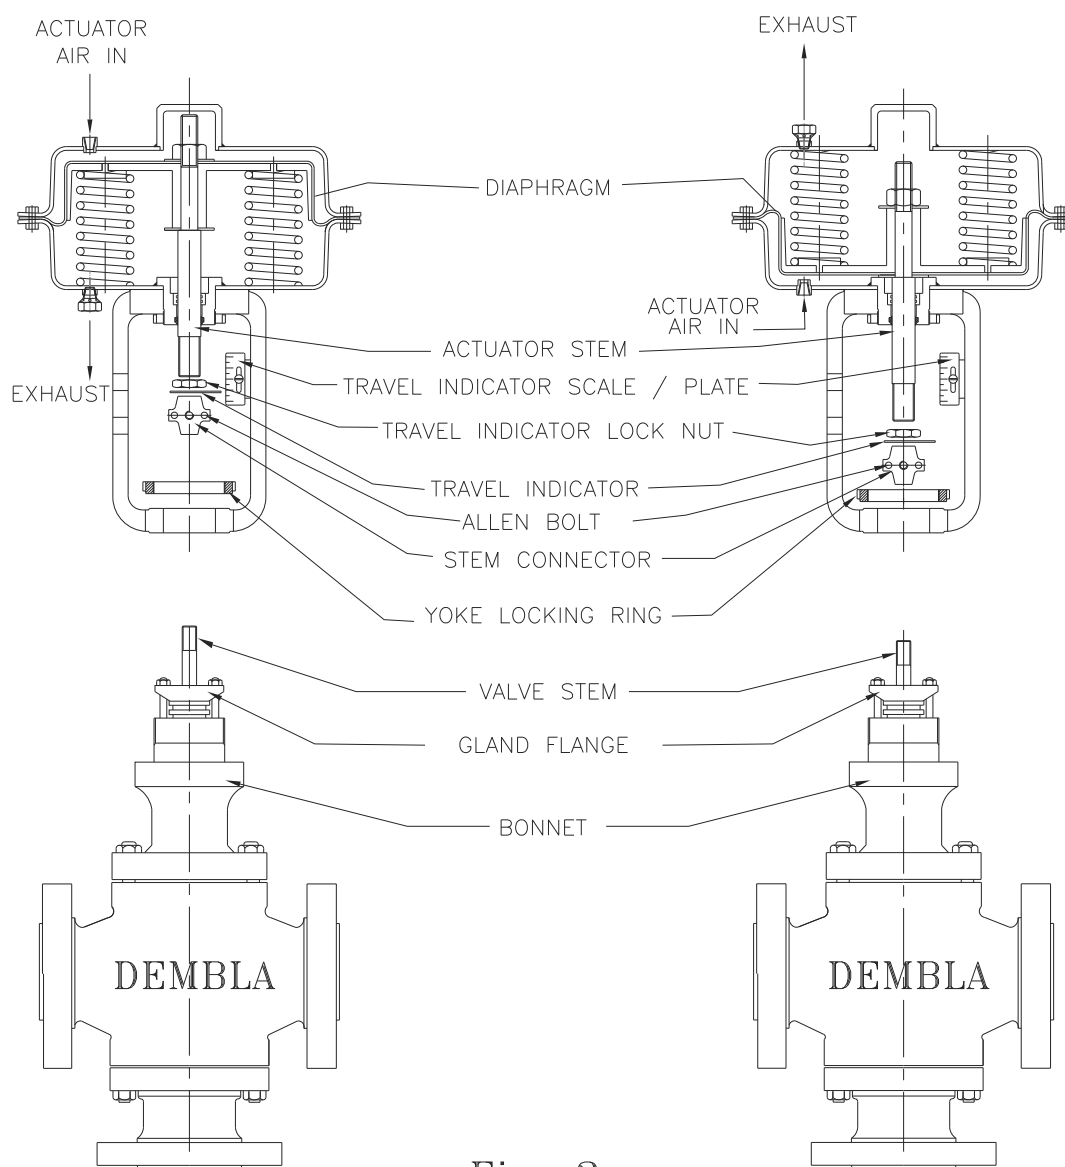 ACTUATOR
AIR IN
EXHAUST
DIAPHRAGM
EXHAUST
ACTUATOR
AIR IN
ACTUATOR STEM
TRAVEL INDICATOR SCALE / PLATE
TRAVEL INDICATOR LOCK NUT
TRAVEL INDICATOR
ALLEN BOLT
STEM CONNECTOR
YOKE LOCKING RING
VALVE STEM
GLAND FLANGE
BONNET
DEMBLA
DEMBLA